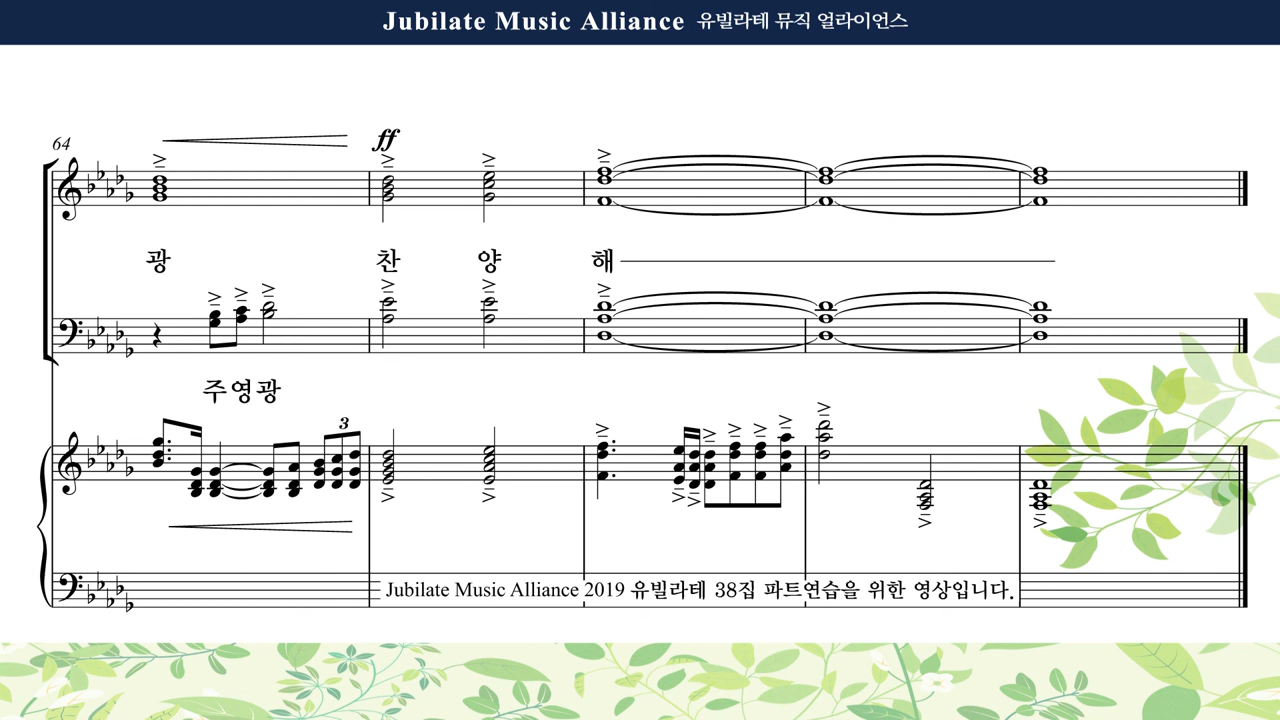 Jubilate Music Alliance 유빌라테 뮤직 얼라이언스
64
ff
광 찬 양 해
주영광
3
Jubilate Music Alliance 2019 유빌라테 38집 파트연습을 위한 영상입니다.